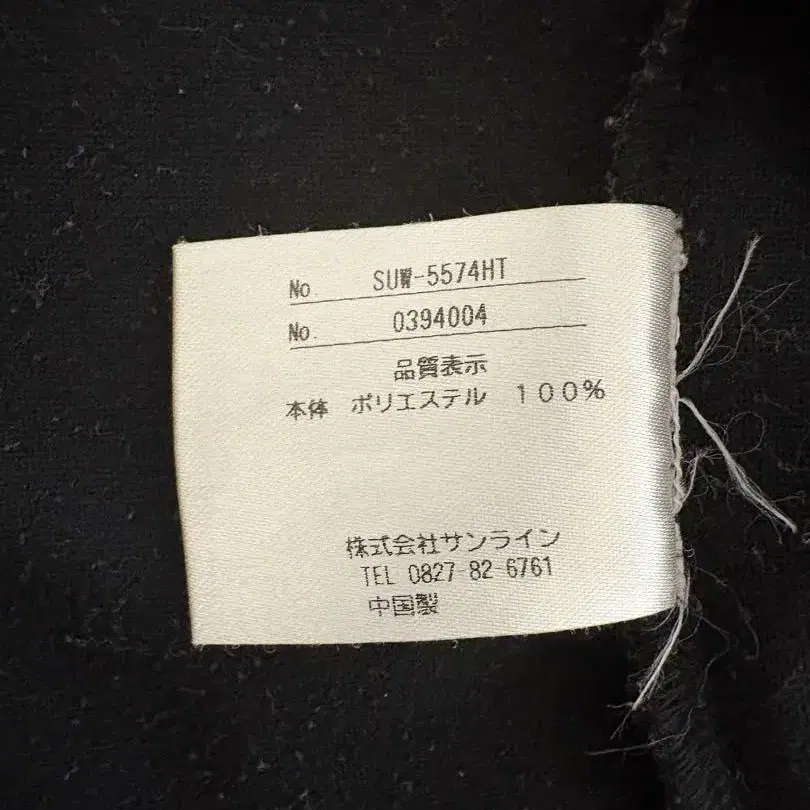 No. SUW-5574HT
No. 0394004
品質表示
本体 ポリエステル 100%
株式会社サンライン
TEL 0827 82 6761
中国製